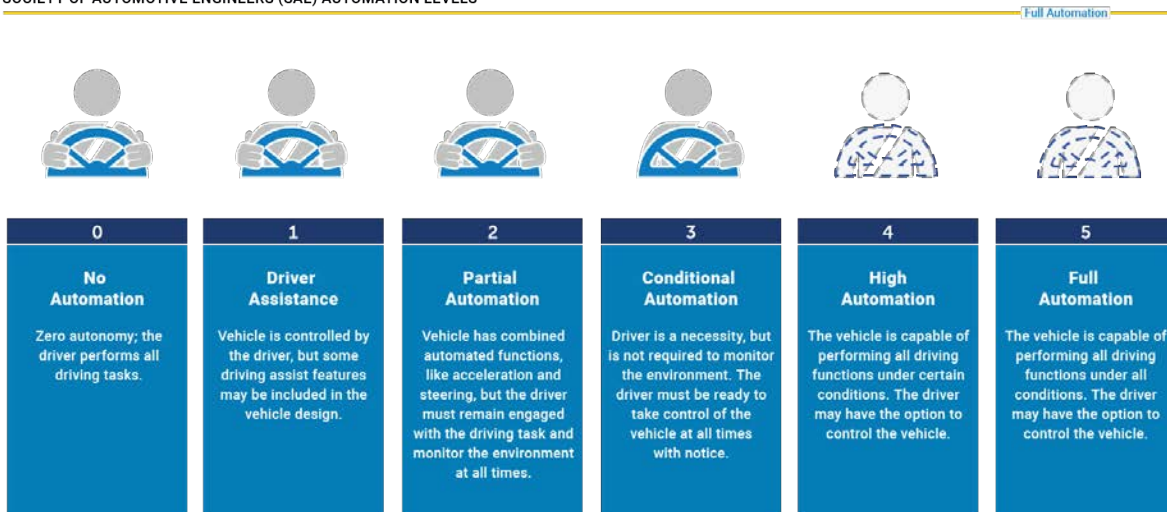 SOCIETY OF AUTOMOTIVE ENGINEERS (SAE) AUTOMATION LEVELS
Full Automation
0
No
Automation
Zero autonomy; the
driver performs all
driving tasks.
1
Driver
Assistance
Vehicle is controlled by
the driver, but some
driving assist features
may be included in the
vehicle design.
2
Partial
Automation
Vehicle has combined
automated functions,
like acceleration and
steering, but the driver
must remain engaged
with the driving task and
monitor the environment
at all times.
3
Conditional
Automation
Driver is a necessity, but
is not required to monitor
the environment. The
driver must be ready to
take control of the
vehicle at all times
with notice.
4
High
Automation
The vehicle is capable of
performing all driving
functions under certain
conditions. The driver
may have the option to
control the vehicle.
5
Full
Automation
The vehicle is capable of
performing all driving
functions under all
conditions. The driver
may have the option to
control the vehicle.